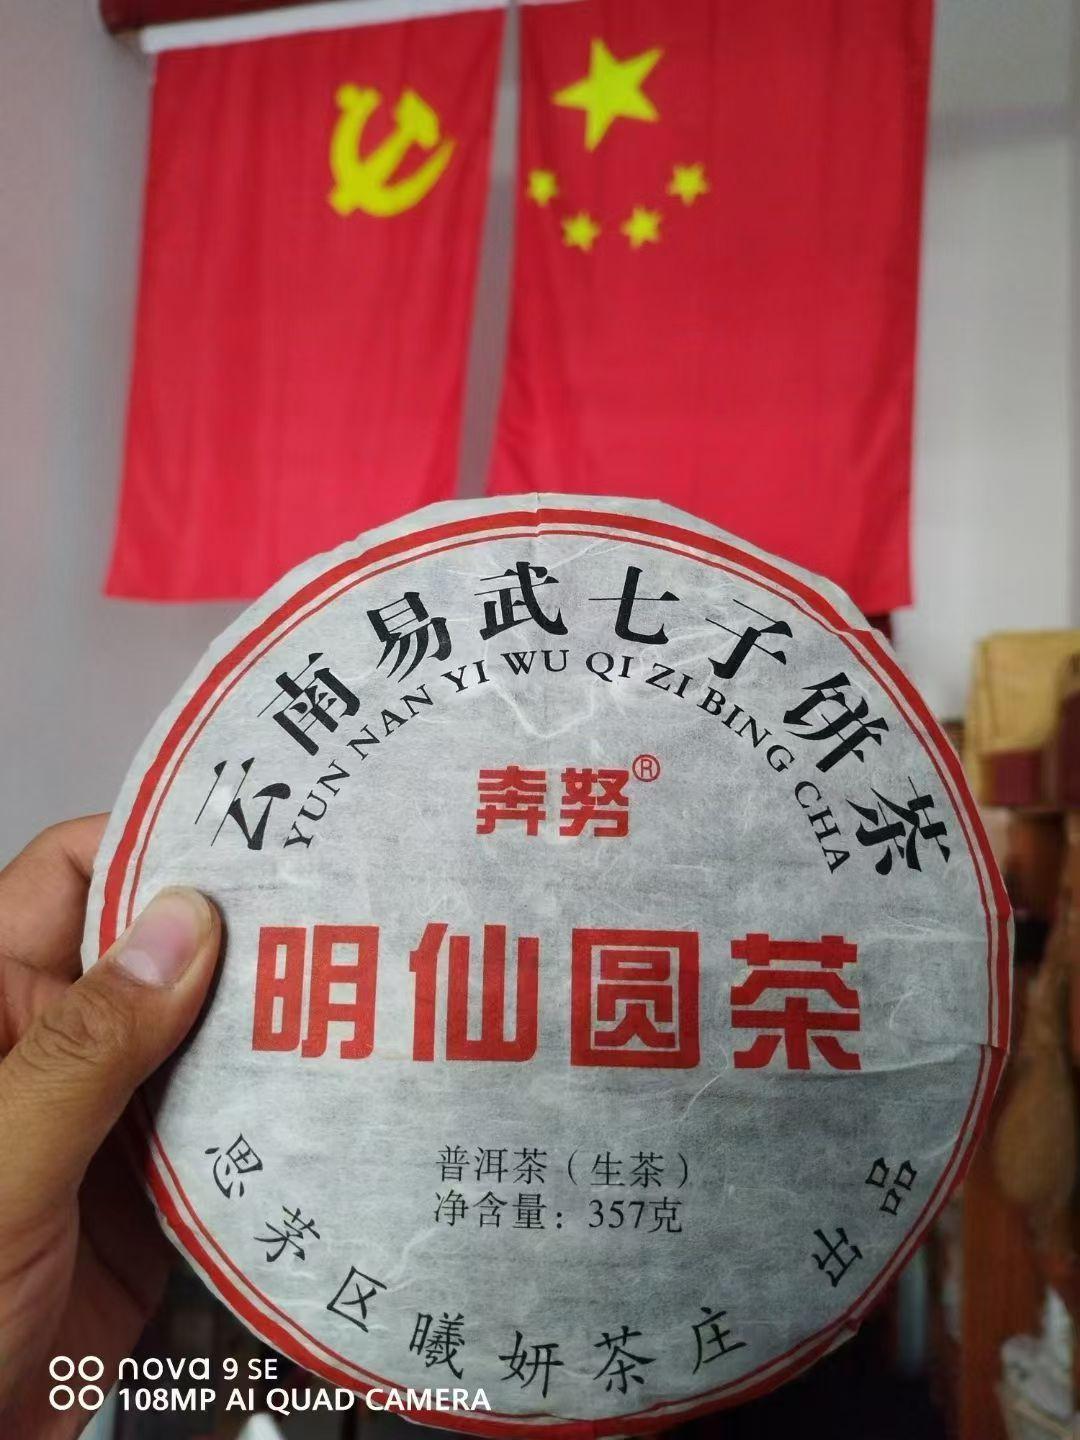 云南易武七子饼茶
YUN NAN YI WU QI ZI BING CHA
奔努®
明仙圆茶
普洱茶（生茶）
净含量：357克
思茅区曦妍茶庄 出品
nova 9 SE
108MP AI QUAD CAMERA